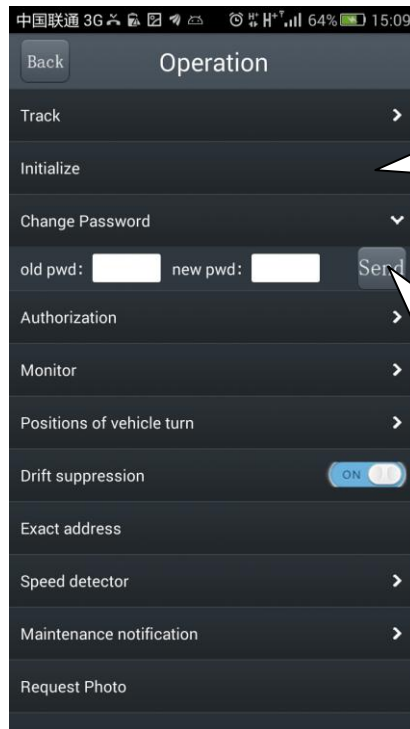 中国联通 3G 64% 15:09
Back Operation
Track
Initialize
Change Password
old pwd: new pwd: Send
Authorization
Monitor
Positions of vehicle turn
Drift suppression ON
Exact address
Speed detector
Maintenance notification
Request Photo